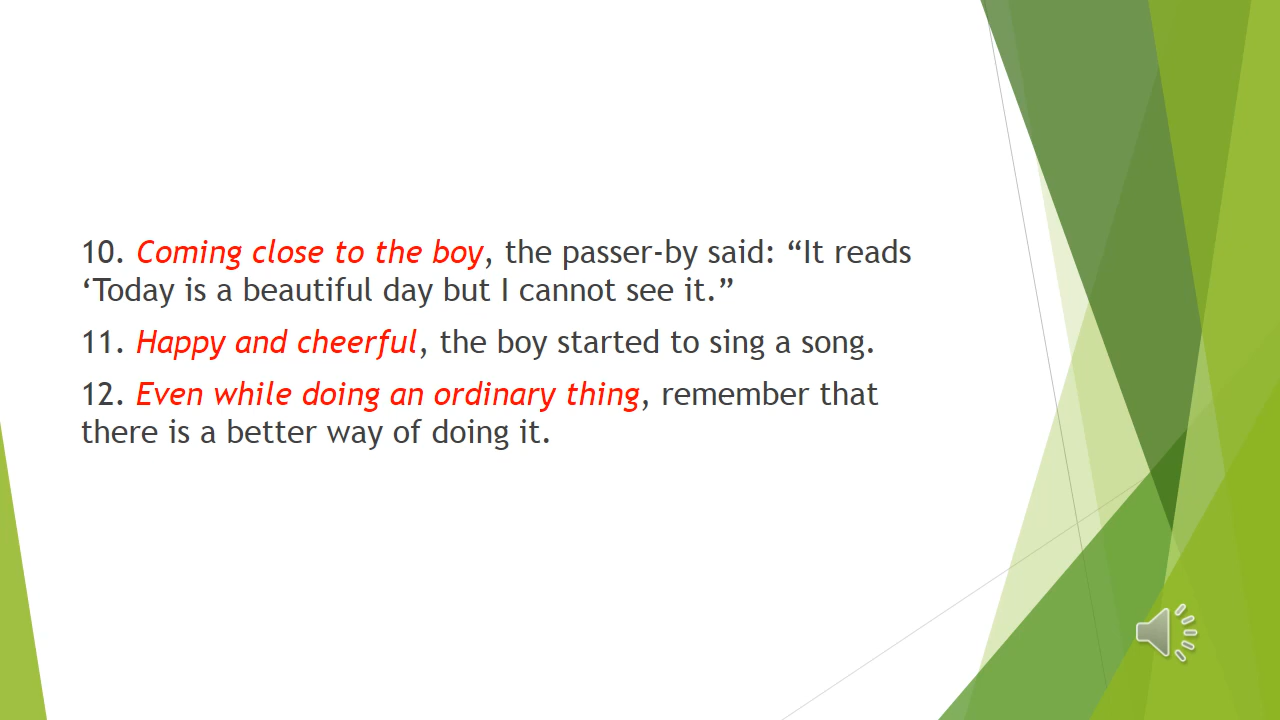 10. Coming close to the boy, the passer-by said: “It reads
‘Today is a beautiful day but I cannot see it.”
11. Happy and cheerful, the boy started to sing a song.
12. Even while doing an ordinary thing, remember that
there is a better way of doing it.